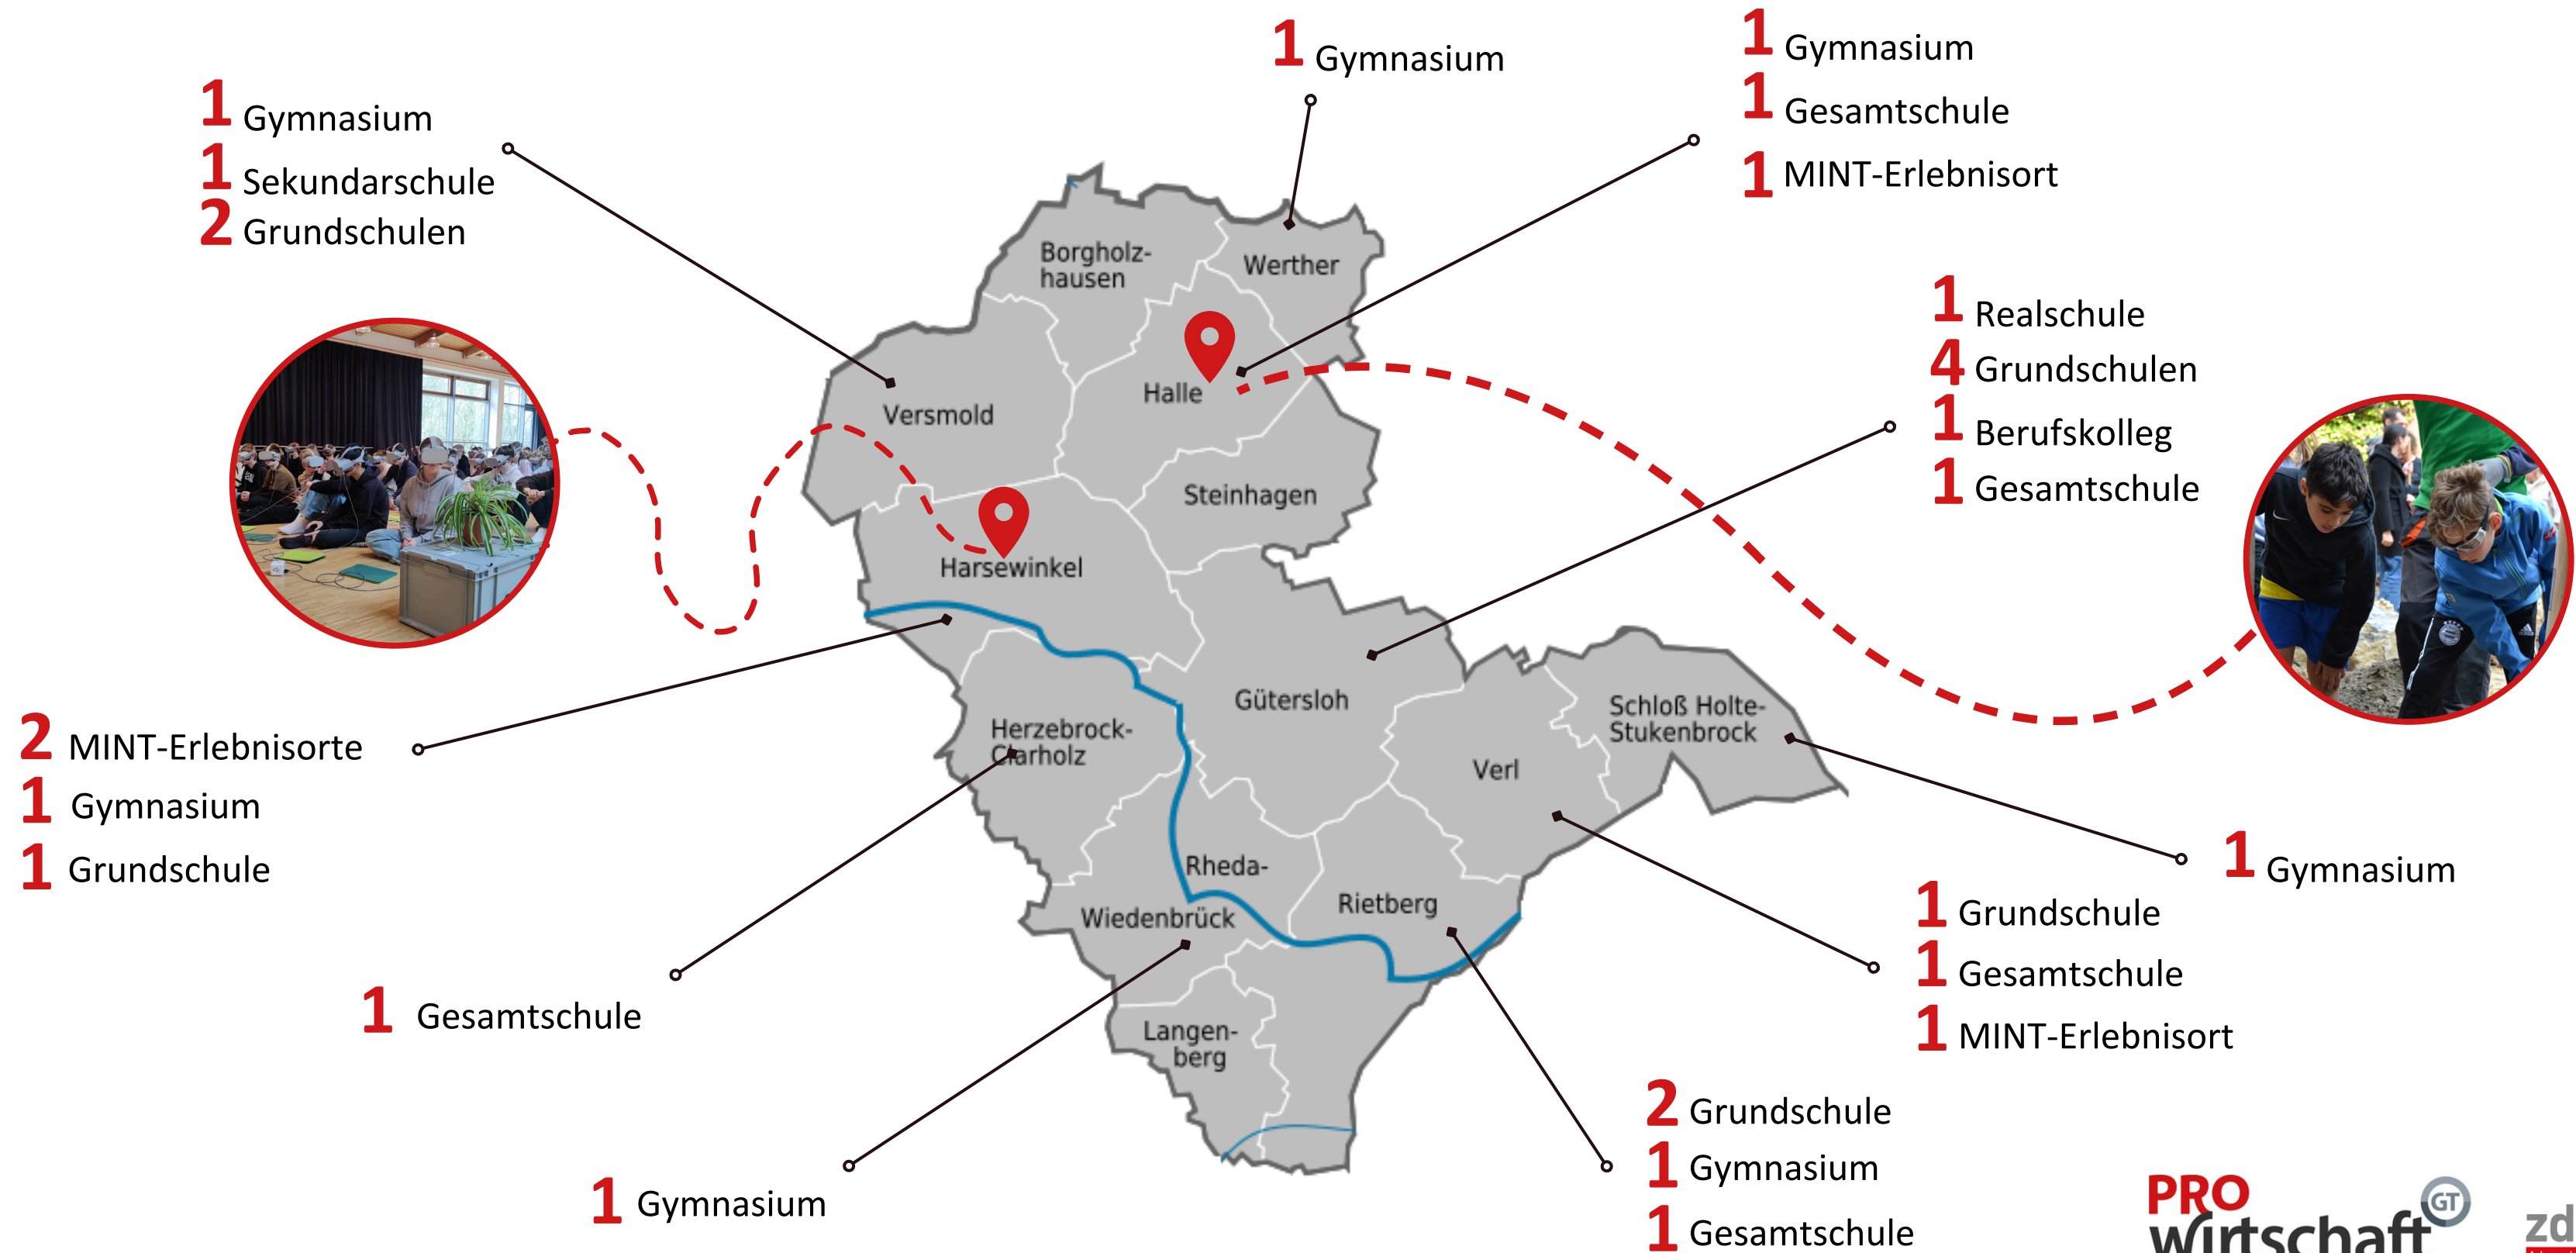 1 Gymnasium
1 Sekundarschule
2 Grundschulen
1 Gymnasium
1 Gymnasium
1 Gesamtschule
1 MINT-Erlebnisort
1 Realschule
4 Grundschulen
1 Berufskolleg
1 Gesamtschule
Borgholz-
hausen
Werther
Halle
Versmold
Steinhagen
Harsewinkel
Gütersloh
Herzebrock-
Clarholz
Schloß Holte-
Stukenbrock
Verl
Rheda-
Wiedenbrück
Rietberg
Langen-
berg
2 MINT-Erlebnisorte
1 Gymnasium
1 Grundschule
1 Gesamtschule
1 Gymnasium
1 Gymnasium
1 Grundschule
1 Gesamtschule
1 MINT-Erlebnisort
2 Grundschule
1 Gymnasium
1 Gesamtschule
PRO
Wirtschaft GT
zd